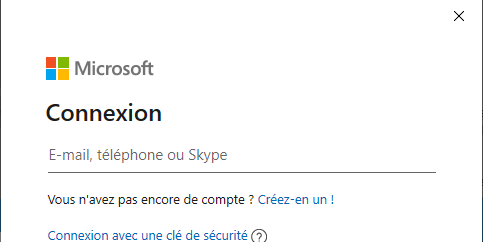 Microsoft
Connexion
E-mail, téléphone ou Skype
Vous n'avez pas encore de compte ? Créez-en un !
Connexion avec une clé de sécurité ?